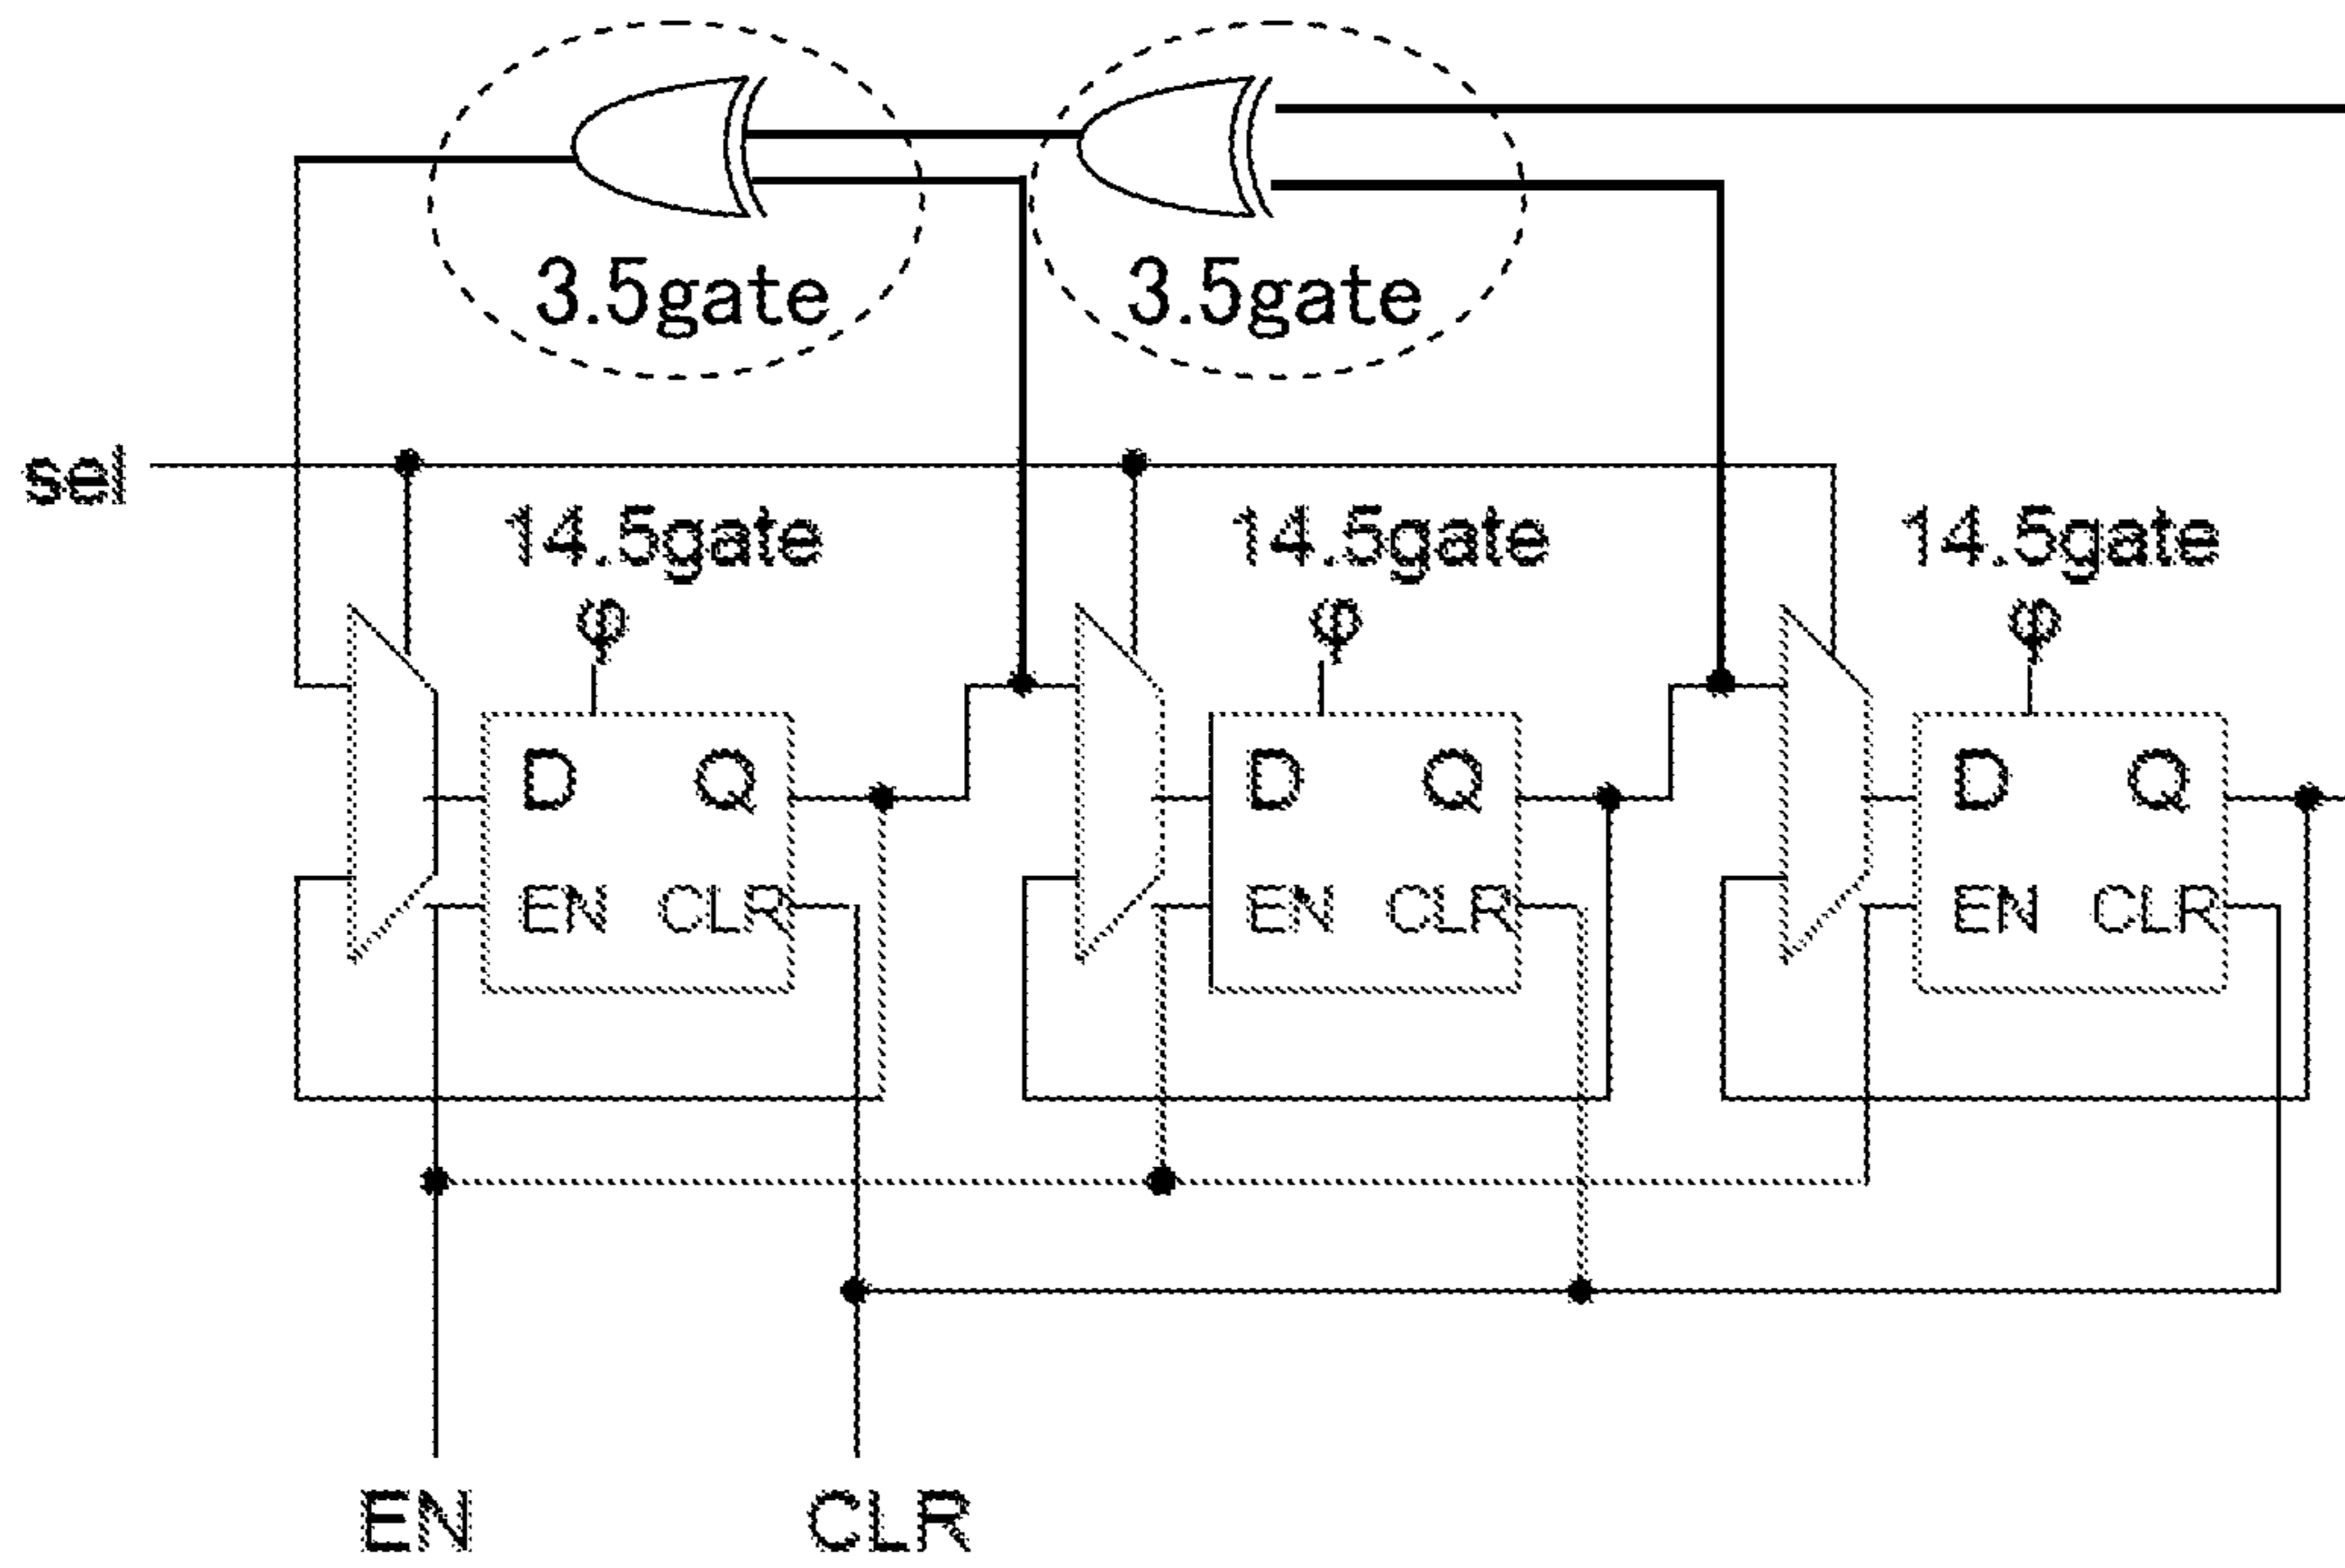 3.5gate 3.5gate
sel
14.5gate 14.5gate 14.5gate
φ φ φ
D Q D Q D Q
EN CLR EN CLR EN CLR
EN CLR